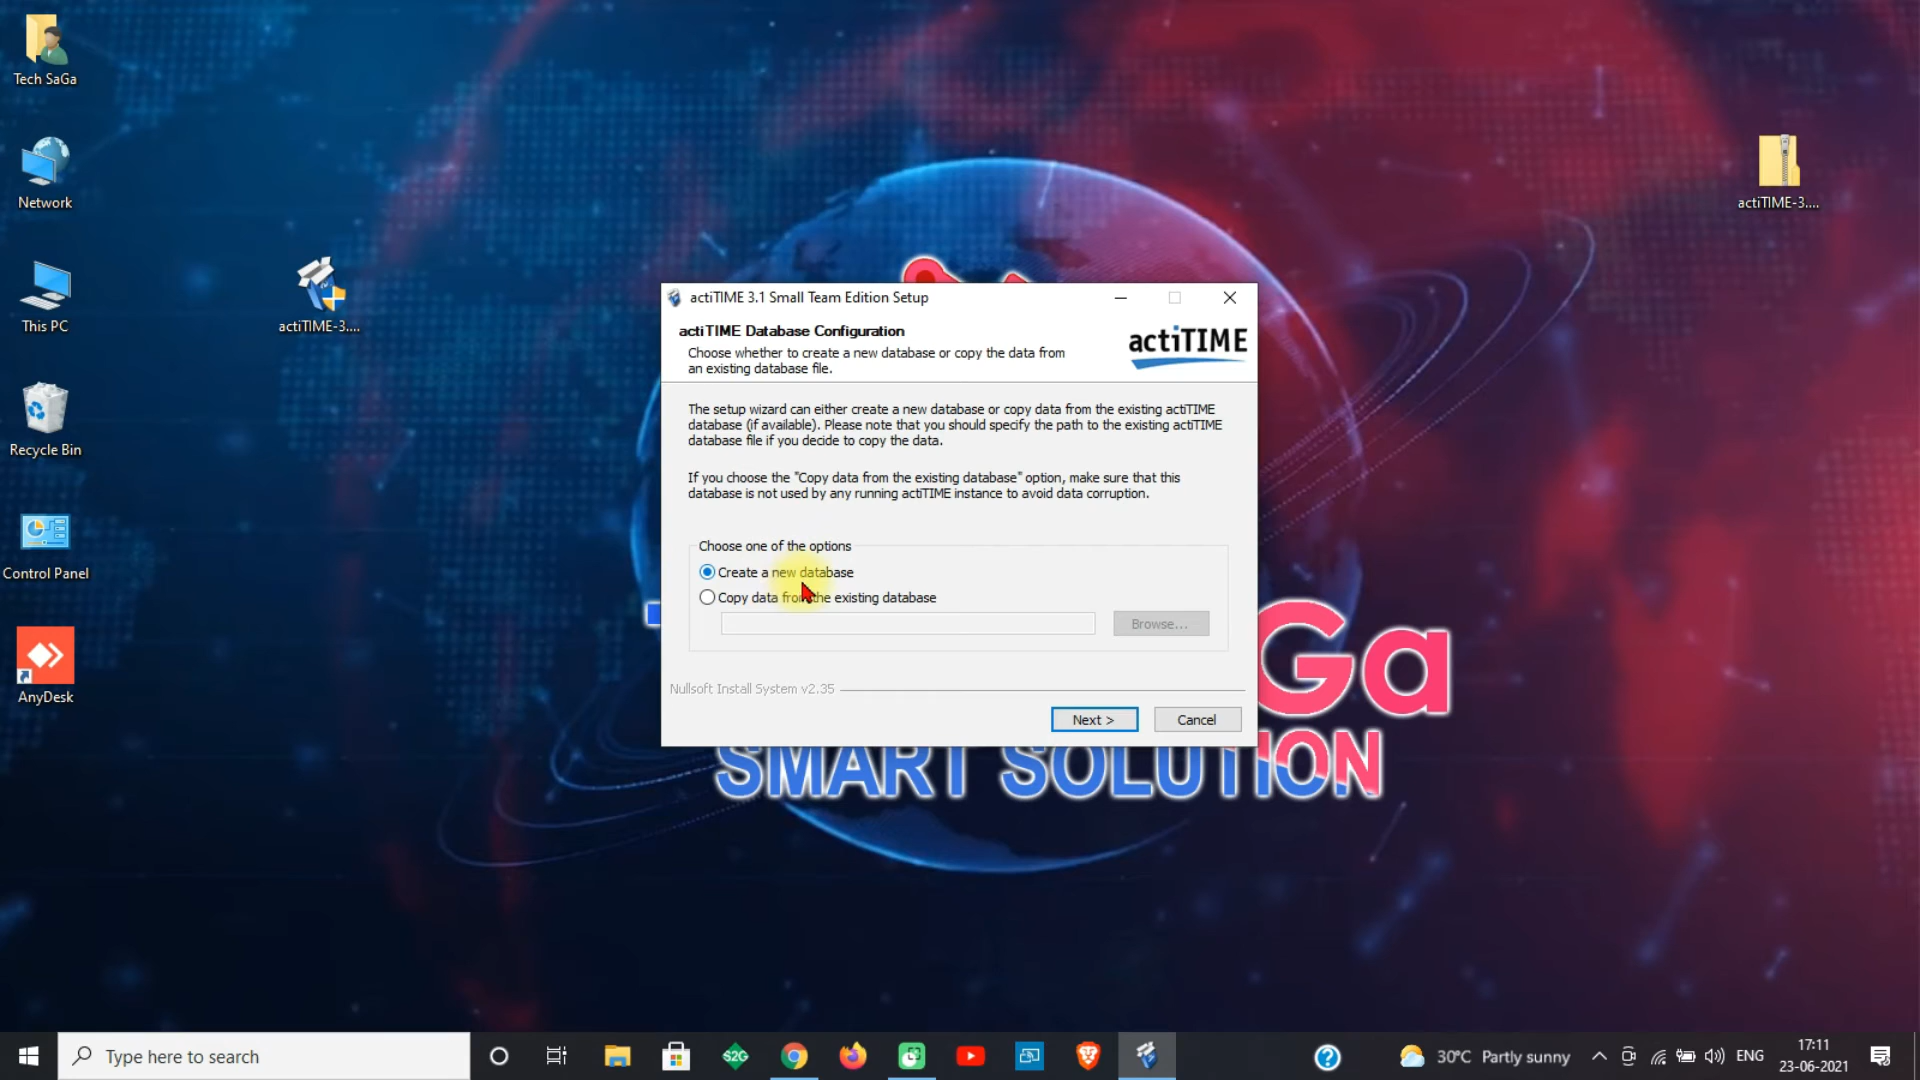 Tech SaGa
Network
This PC
Recycle Bin
Control Panel
AnyDesk
actiTIME-3....
actiTIME-3....
actiTIME 3.1 Small Team Edition Setup
actiTIME Database Configuration
Choose whether to create a new database or copy the data from
an existing database file.
actiTIME
The setup wizard can either create a new database or copy data from the existing actiTIME
database (if available). Please note that you should specify the path to the existing actiTIME
database file if you decide to copy the data.
If you choose the "Copy data from the existing database" option, make sure that this
database is not used by any running actiTIME instance to avoid data corruption.
Choose one of the options
Create a new database
Copy data from the existing database
Browse...
Nullsoft Install System v2.35
Next >
Cancel
Ga
SMART SOLUTION
Type here to search
S2G
30°C Partly sunny
ENG
17:11
23-06-2021